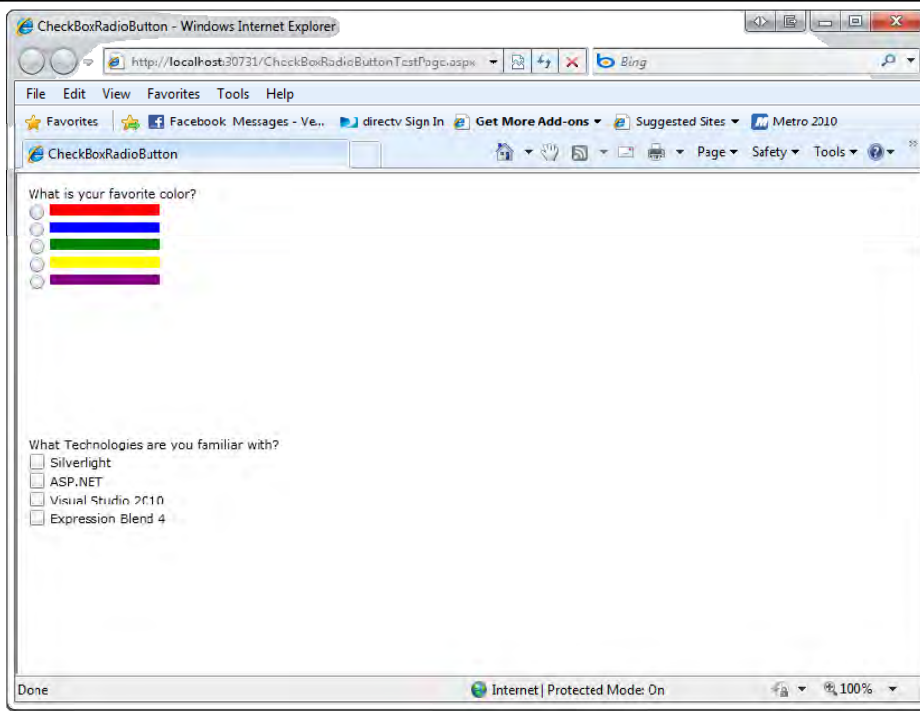 CheckBoxRadioButton - Windows Internet Explorer
http://localhost:30731/CheckBoxRadioButtonTestPage.aspx
Bing
File Edit View Favorites Tools Help
Favorites Facebook Messages - Ve... directv Sign In Get More Add-ons Suggested Sites Metro 2010
CheckBoxRadioButton
Page Safety Tools
What is your favorite color?
What Technologies are you familiar with?
Silverlight
ASP.NET
Visual Studio 2010
Expression Blend 4
Done
Internet | Protected Mode: On
100%